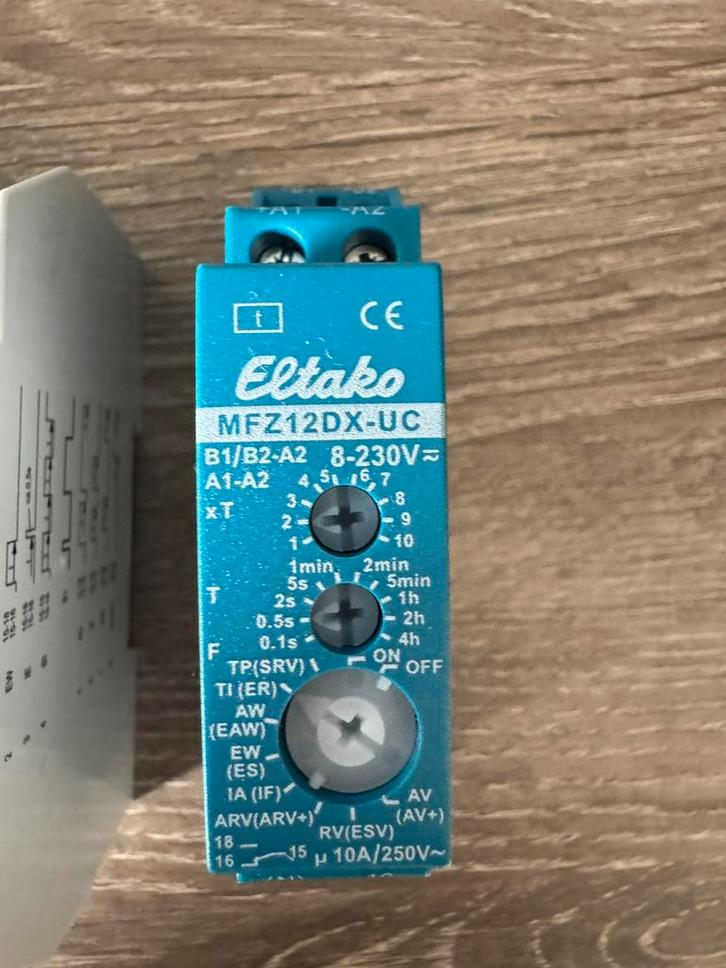 +A1 -A2
t CE
Eltako
MFZ12DX-UC
B1/B2-A2 8-230V≂
A1-A2
xT 1 2 3 4 5 6 7 8 9 10
T 0.1s 0.5s 2s 5s 1min 2min 5min 1h 2h 4h
F
TP(SRV) ON OFF
TI (ER)
AW
(EAW)
EW
(ES)
IA (IF) AV
ARV(ARV+) (AV+)
RV(ESV)
18
16 15 µ 10A/250V~
EW